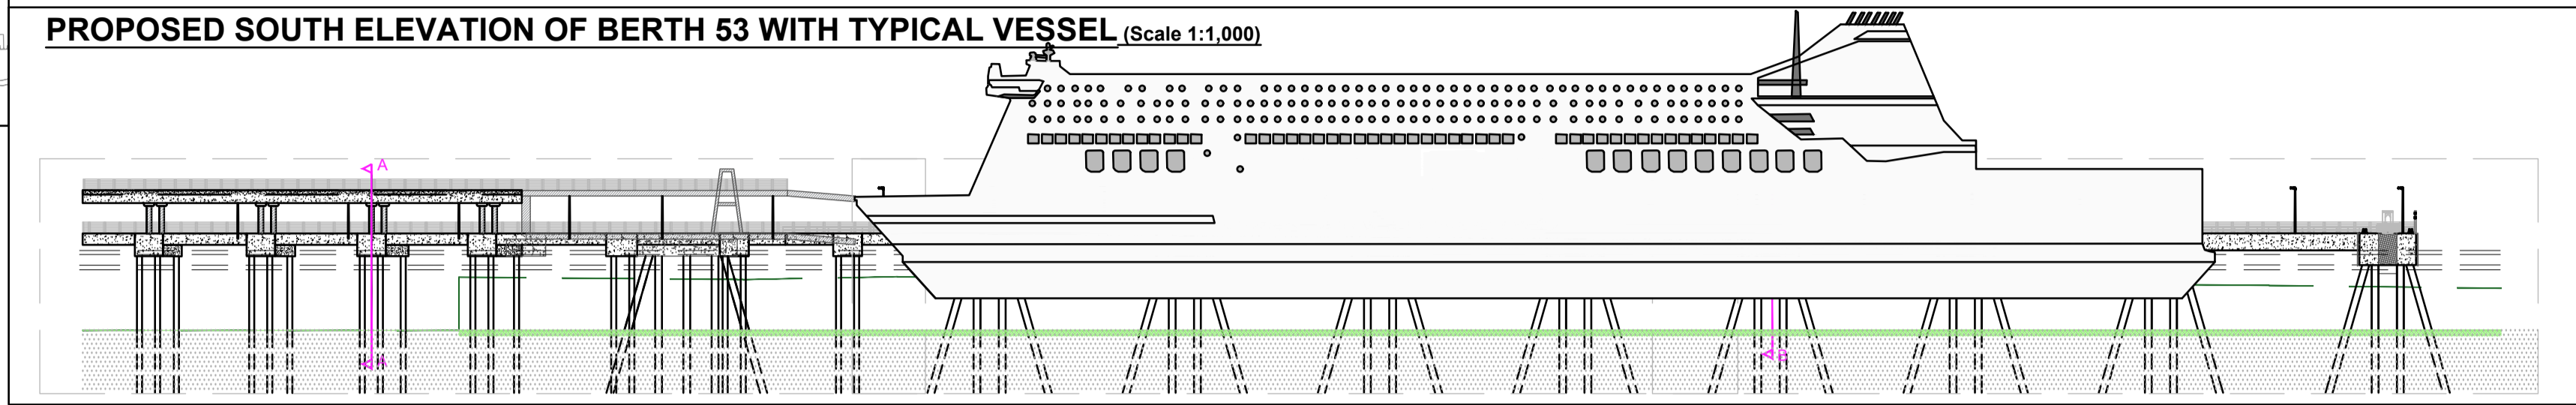 PROPOSED SOUTH ELEVATION OF BERTH 53 WITH TYPICAL VESSEL (Scale 1:1,000)
A
A
B